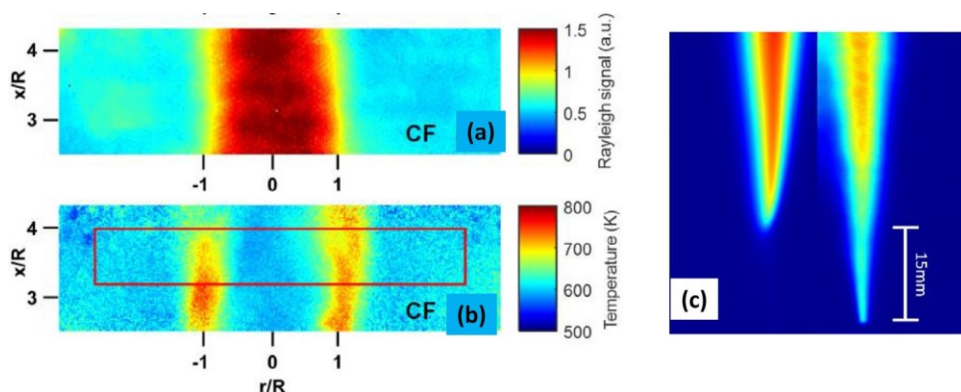 4
x/R
3
CF
(a)
-1
0
1
1.5
1
0.5
0
Rayleigh signal (a.u.)
4
x/R
3
CF
(b)
-1
0
1
r/R
800
700
600
500
Temperature (K)
(c)
15mm